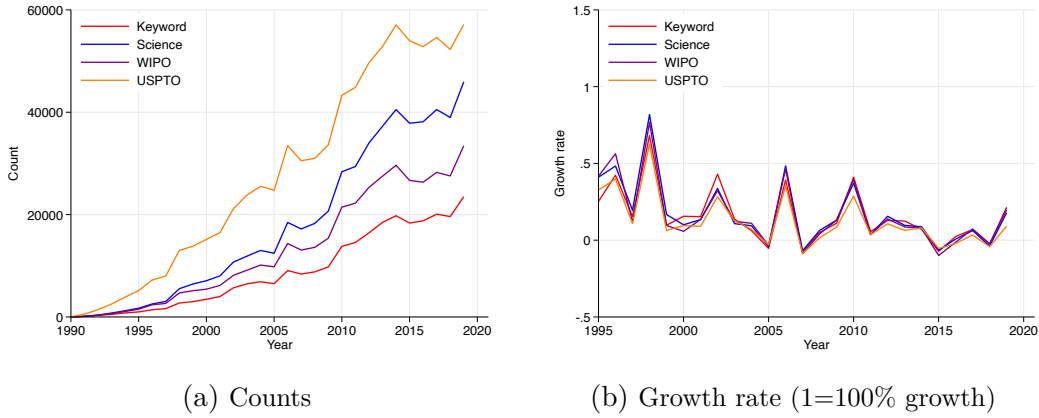 60000
40000
20000
0
Count
Keyword
Science
WIPO
USPTO
1990
1995
2000
2005
2010
2015
2020
Year
(a) Counts
1.5
1
.5
0
-.5
Growth rate
Keyword
Science
WIPO
USPTO
1995
2000
2005
2010
2015
2020
Year
(b) Growth rate (1=100% growth)